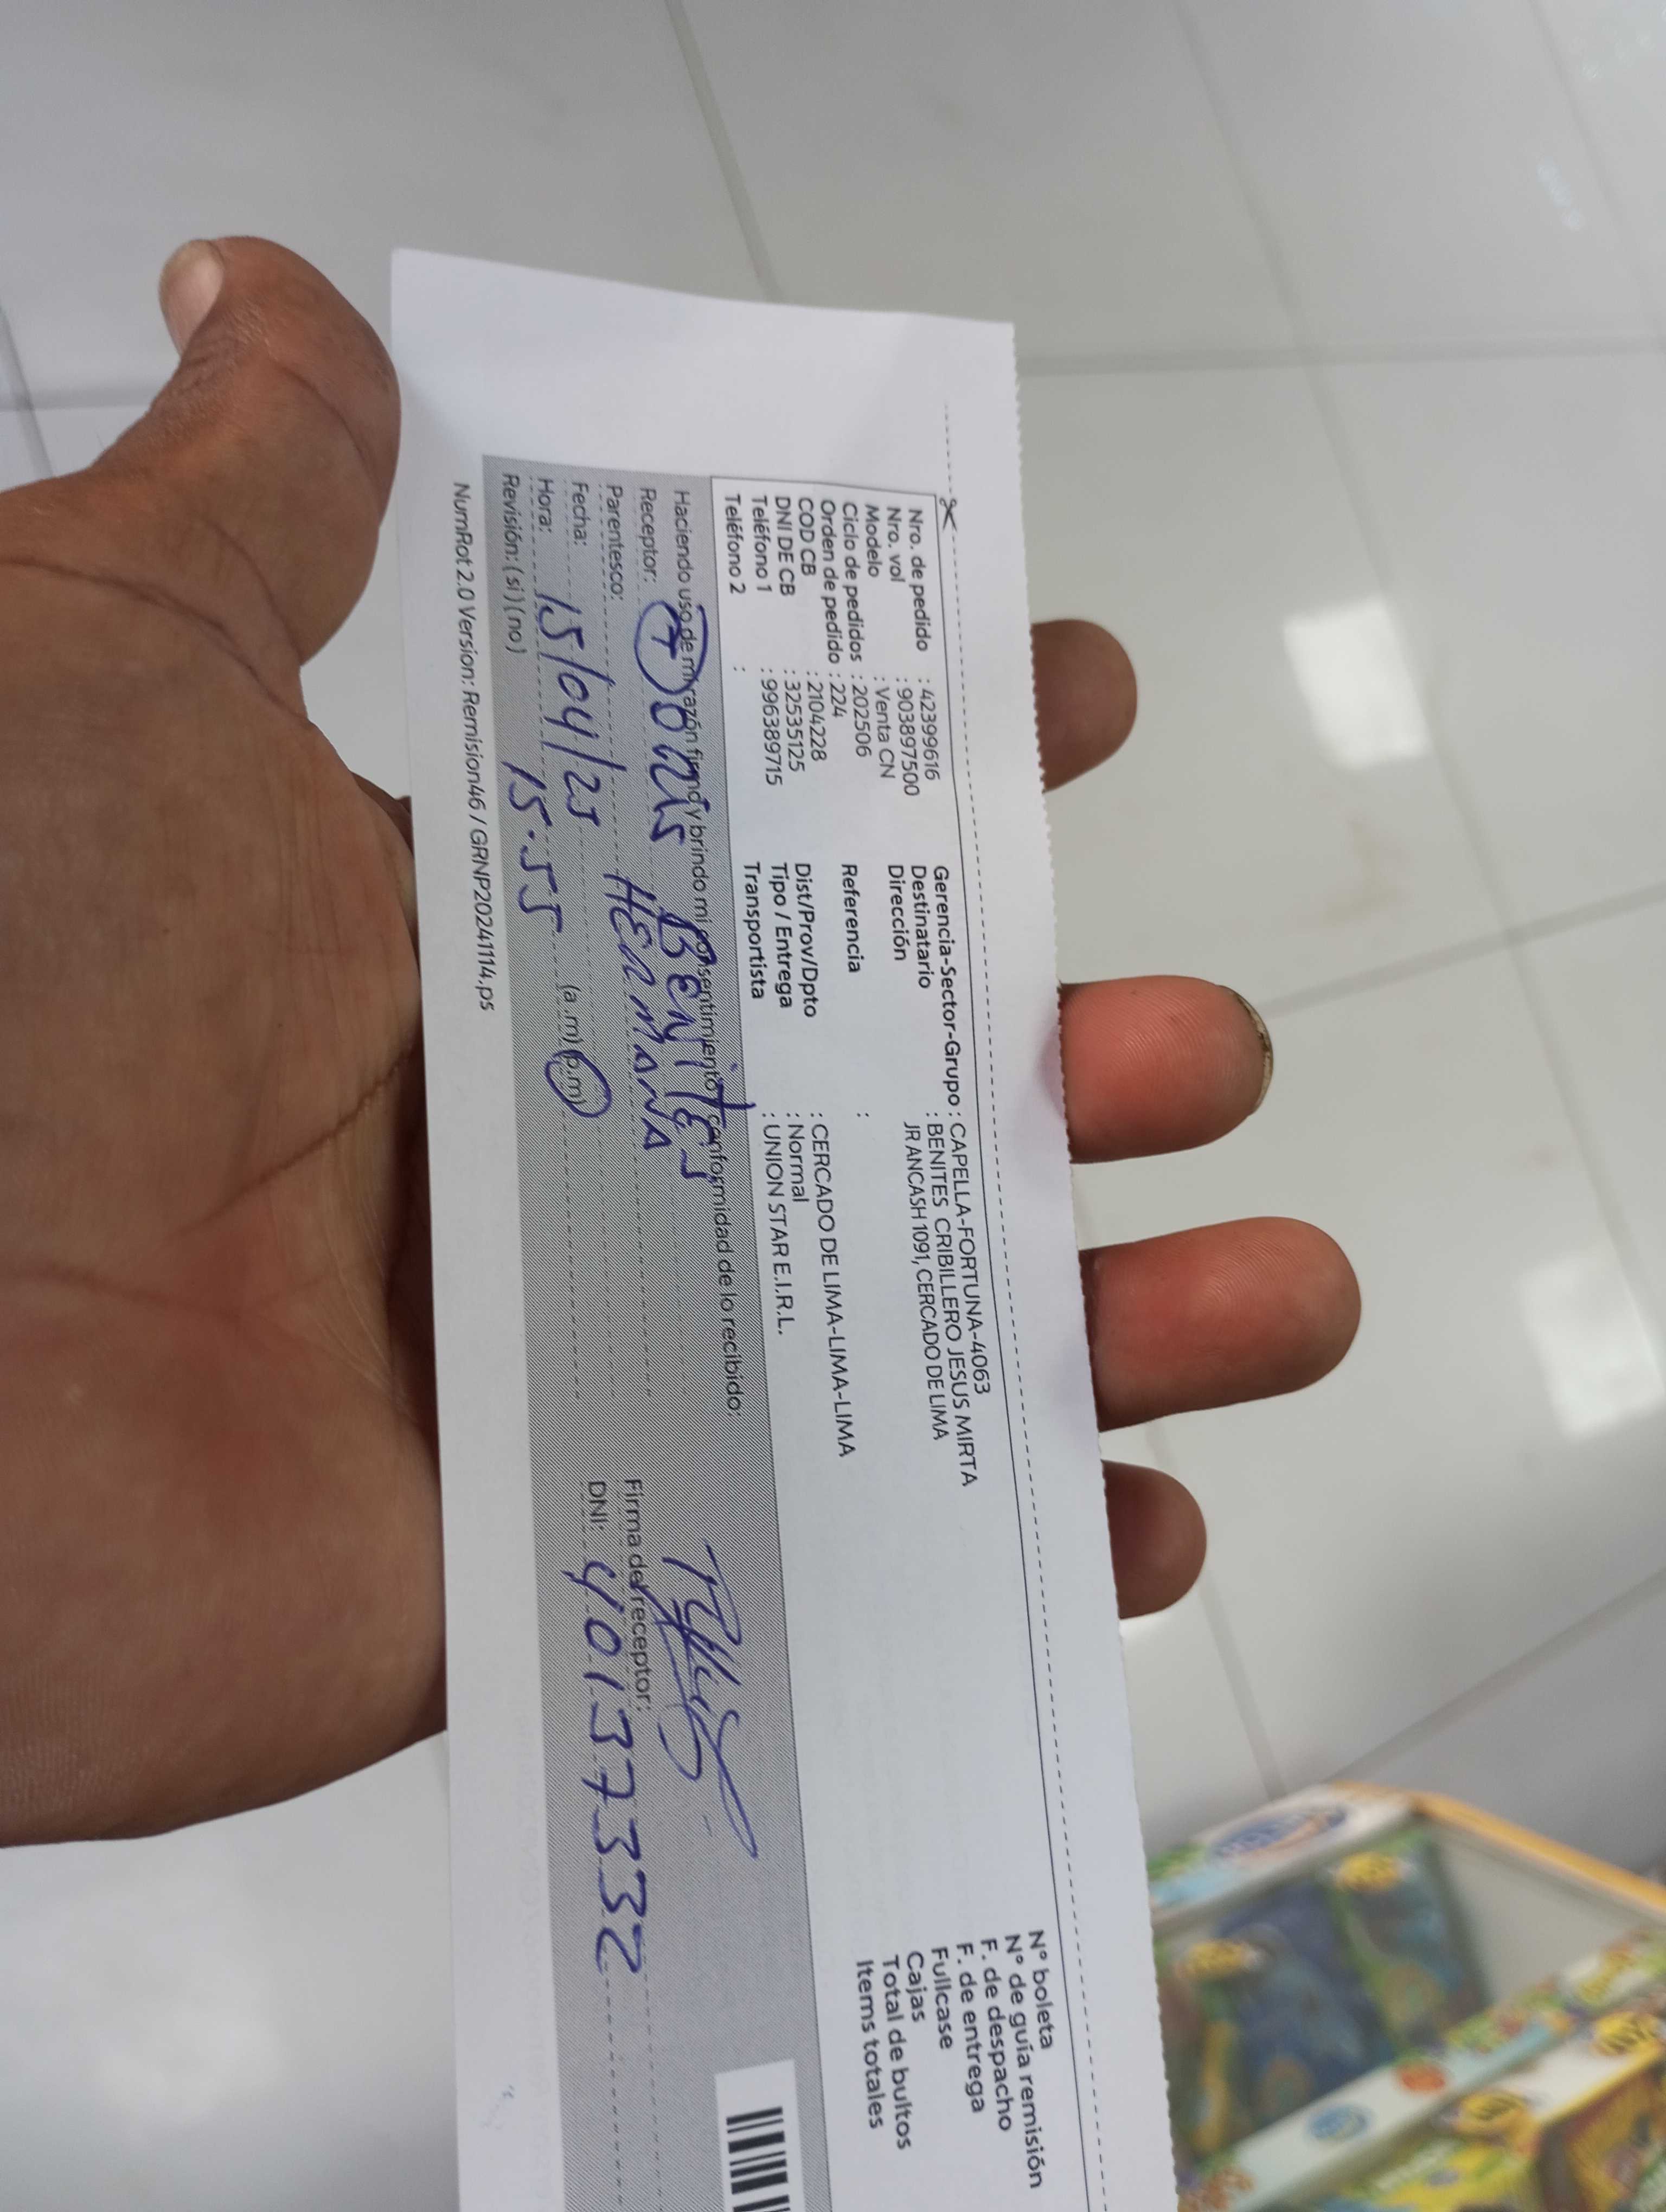 Nro. de pedido : 42399616
Nro. vol : 903897500
Modelo : Venta CN
Ciclo de pedidos : 202506
Orden de pedido : 224
COD CB : 2104228
DNI DE CB : 32535125
Teléfono 1 : 996389715
Teléfono 2 :
Gerencia-Sector-Grupo : CAPELLA-FORTUNA-4063
Destinatario : BENITES CRIBILLERO JESUS MIRTA
Dirección JR ANCASH 1091, CERCADO DE LIMA
Referencia :
Dist/Prov/Dpto : CERCADO DE LIMA-LIMA-LIMA
Tipo / Entrega : Normal
Transportista : UNION STAR E.I.R.L.
N° boleta
N° de guía remisión
F. de despacho
F. de entrega
Fullcase
Cajas
Total de bultos
Items totales
Haciendo uso de mi razón firmo y brindo mi consentimiento y conformidad de lo recibido:
Receptor: BENITES
Parentesco: HERMANA
Fecha: 15/04/25
Hora: 15.55 (a.m) (p.m)
Revisión: (si) (no)
Firma del receptor:
DNI: 40137332
NumRot 2.0 Version: Remision46 / GRNP20241114.ps